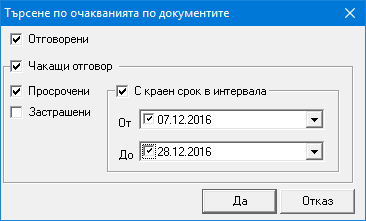 Търсене по очакванията по документите
Отговорени
Чакащи отговор
Просрочени
Застрашени
С краен срок в интервала
От 07.12.2016
До 28.12.2016
Да Отказ